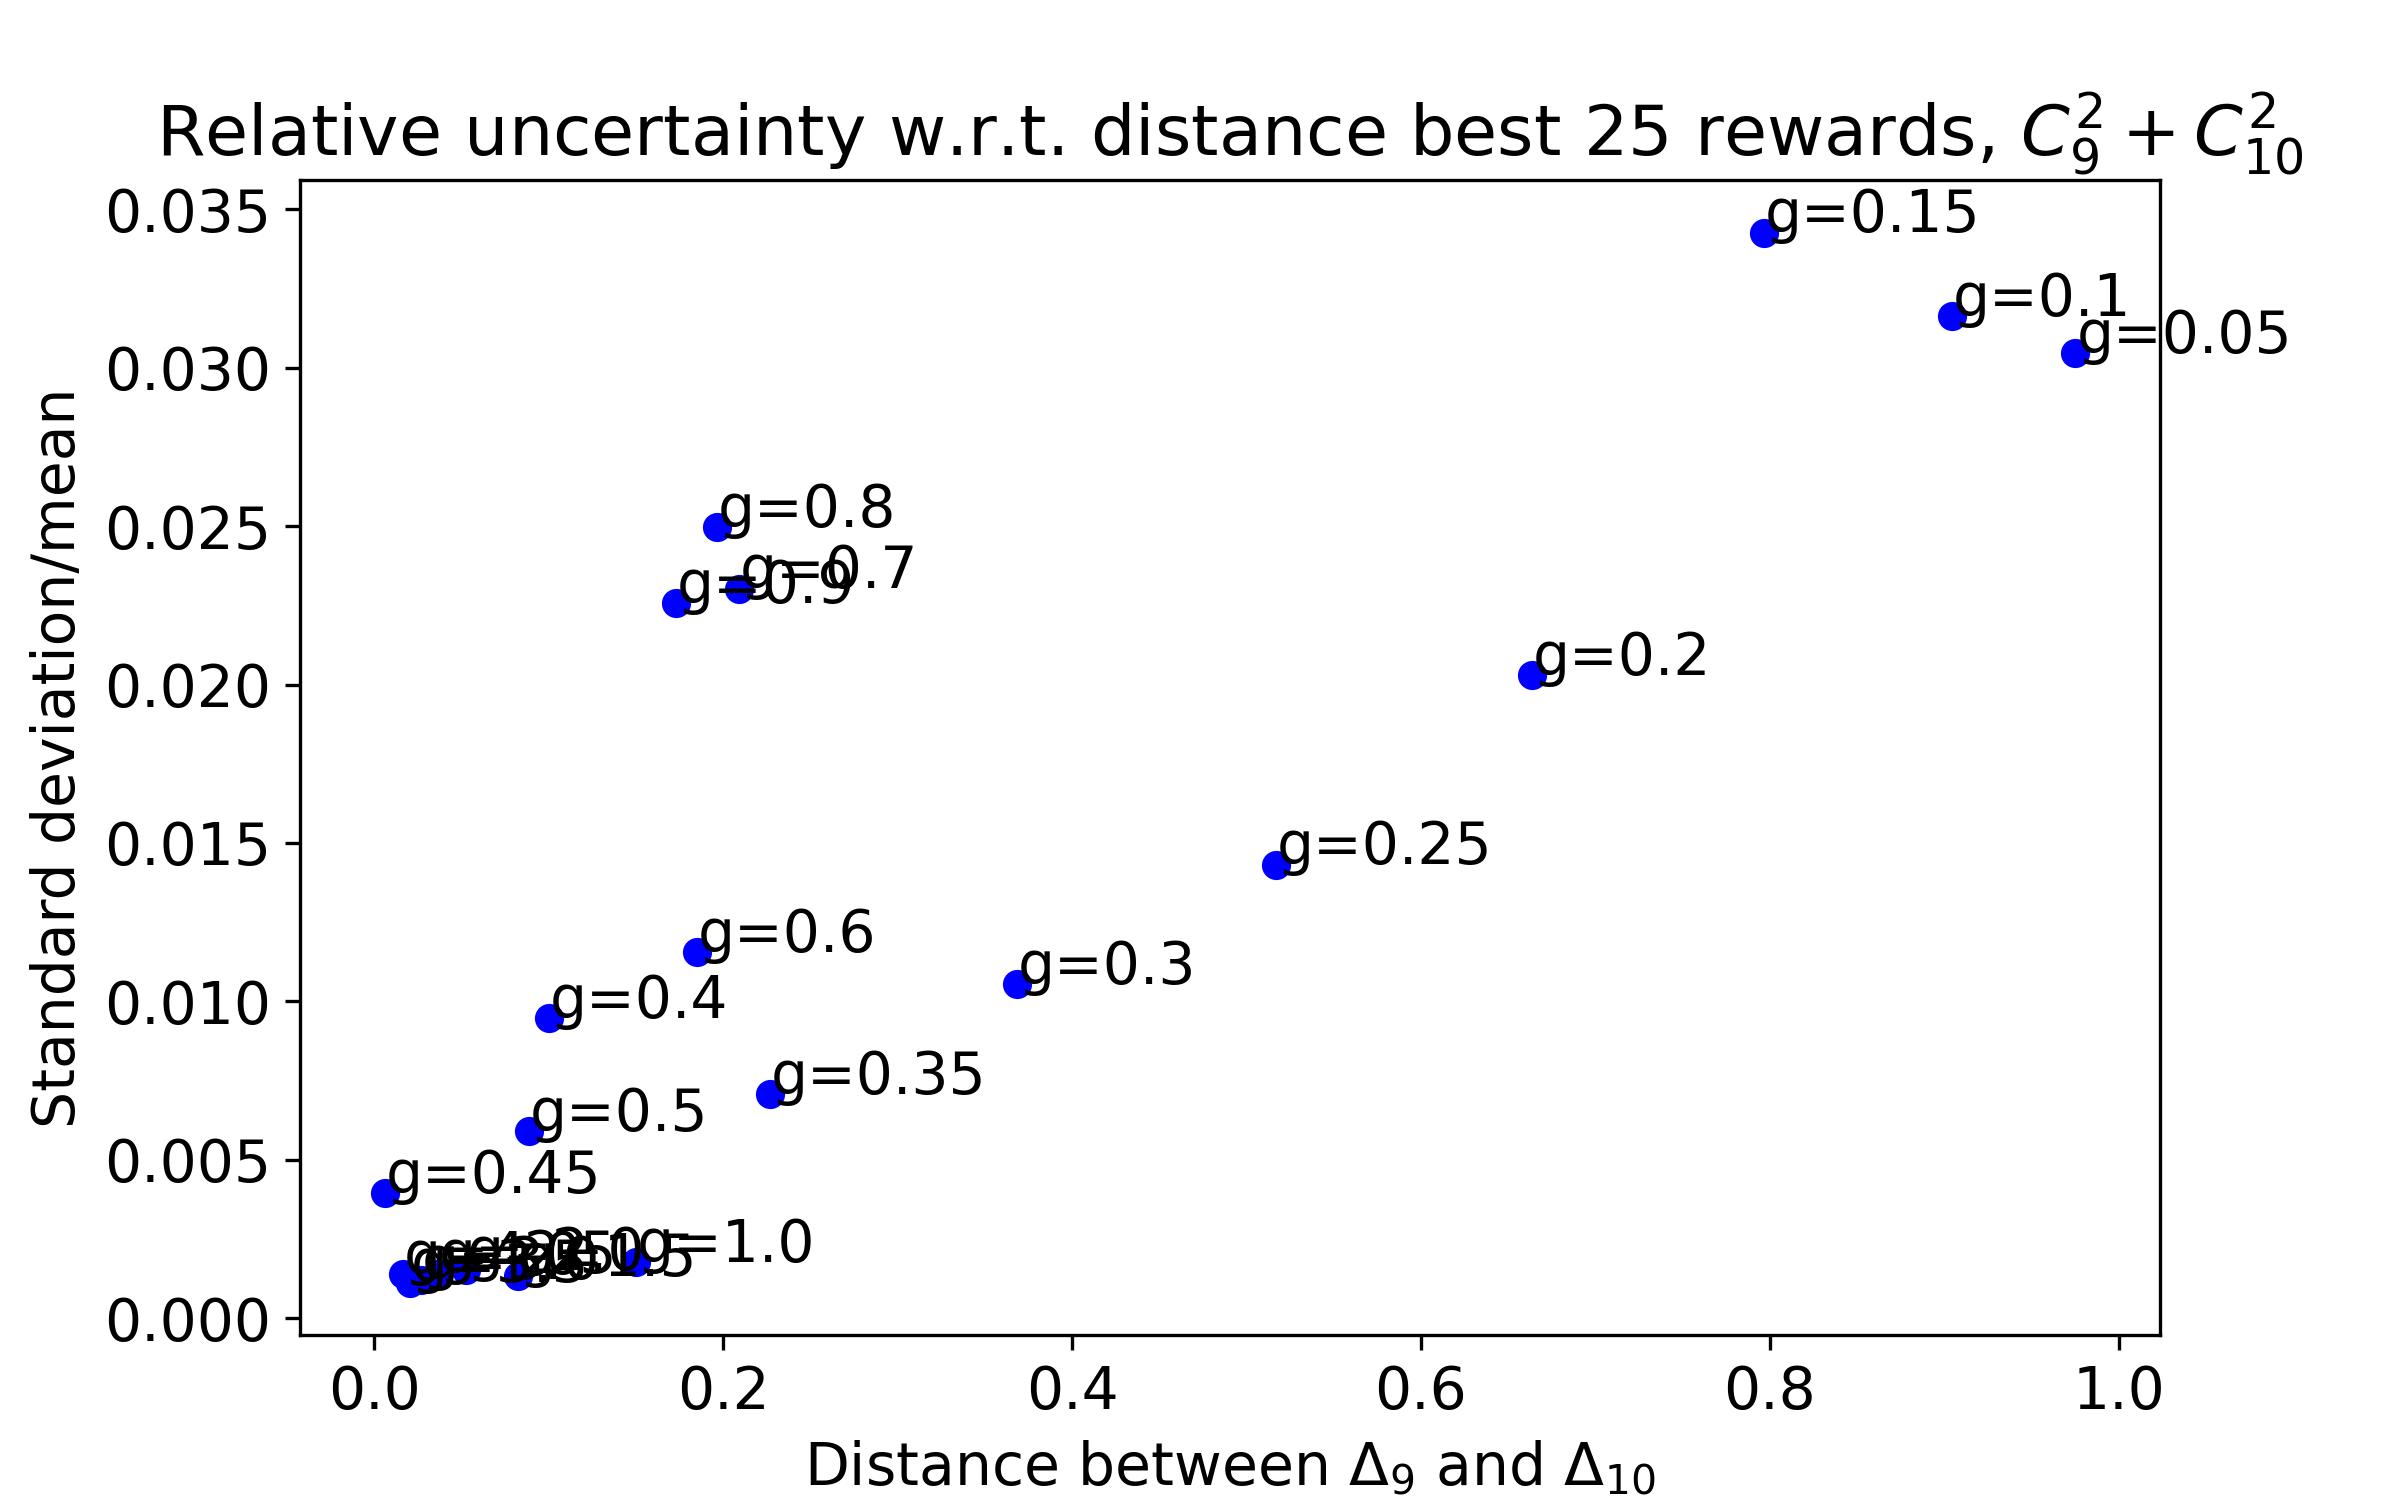 Relative uncertainty w.r.t. distance best 25 rewards, $C_9^2 + C_{10}^2$
0.035
g=0.15
g=0.1
g=0.05
0.030
g=0.8
0.025
g=0.7
g=0.9
g=0.2
0.020
g=0.25
0.015
g=0.6
g=0.3
g=0.4
0.010
g=0.35
g=0.5
g=0.45
0.005
g=1.0
0.000
0.0
0.2
0.4
0.6
0.8
1.0
Standard deviation/mean
Distance between Δ₉ and Δ₁₀